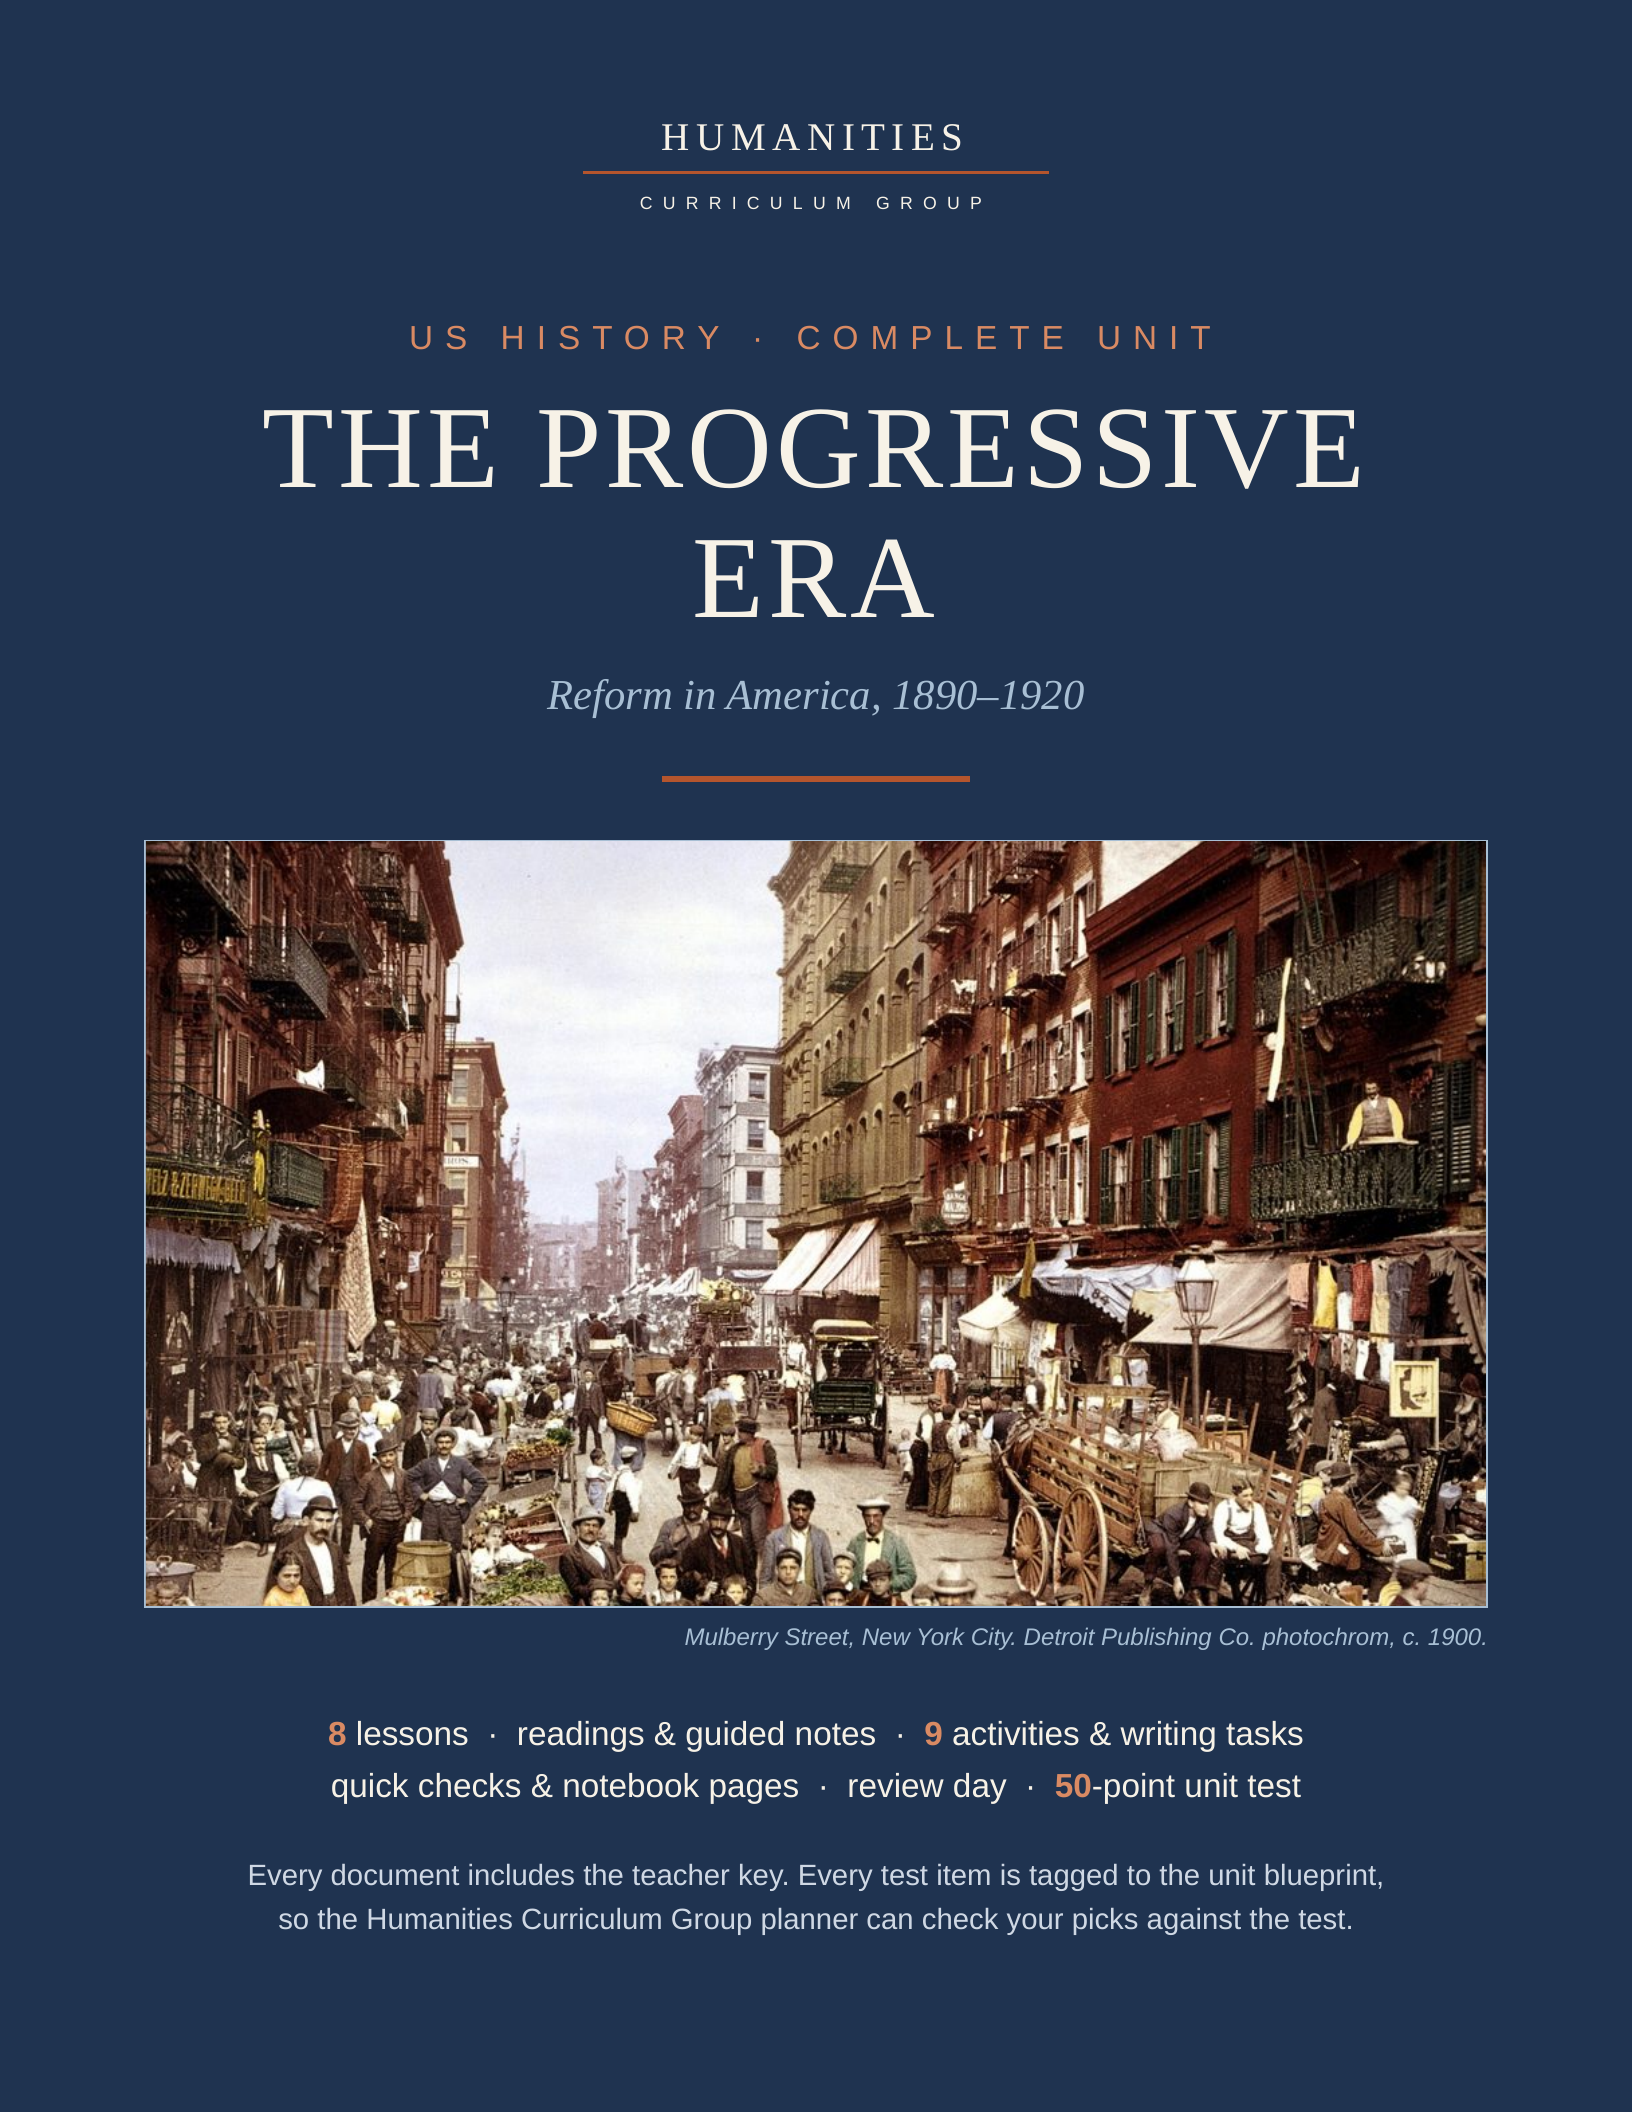 HUMANITIES
CURRICULUM GROUP
US HISTORY · COMPLETE UNIT
THE PROGRESSIVE
ERA
Reform in America, 1890–1920
BROS.
BANCA
84
Mulberry Street, New York City. Detroit Publishing Co. photochrom, c. 1900.
8 lessons · readings & guided notes · 9 activities & writing tasks
quick checks & notebook pages · review day · 50-point unit test
Every document includes the teacher key. Every test item is tagged to the unit blueprint,
so the Humanities Curriculum Group planner can check your picks against the test.